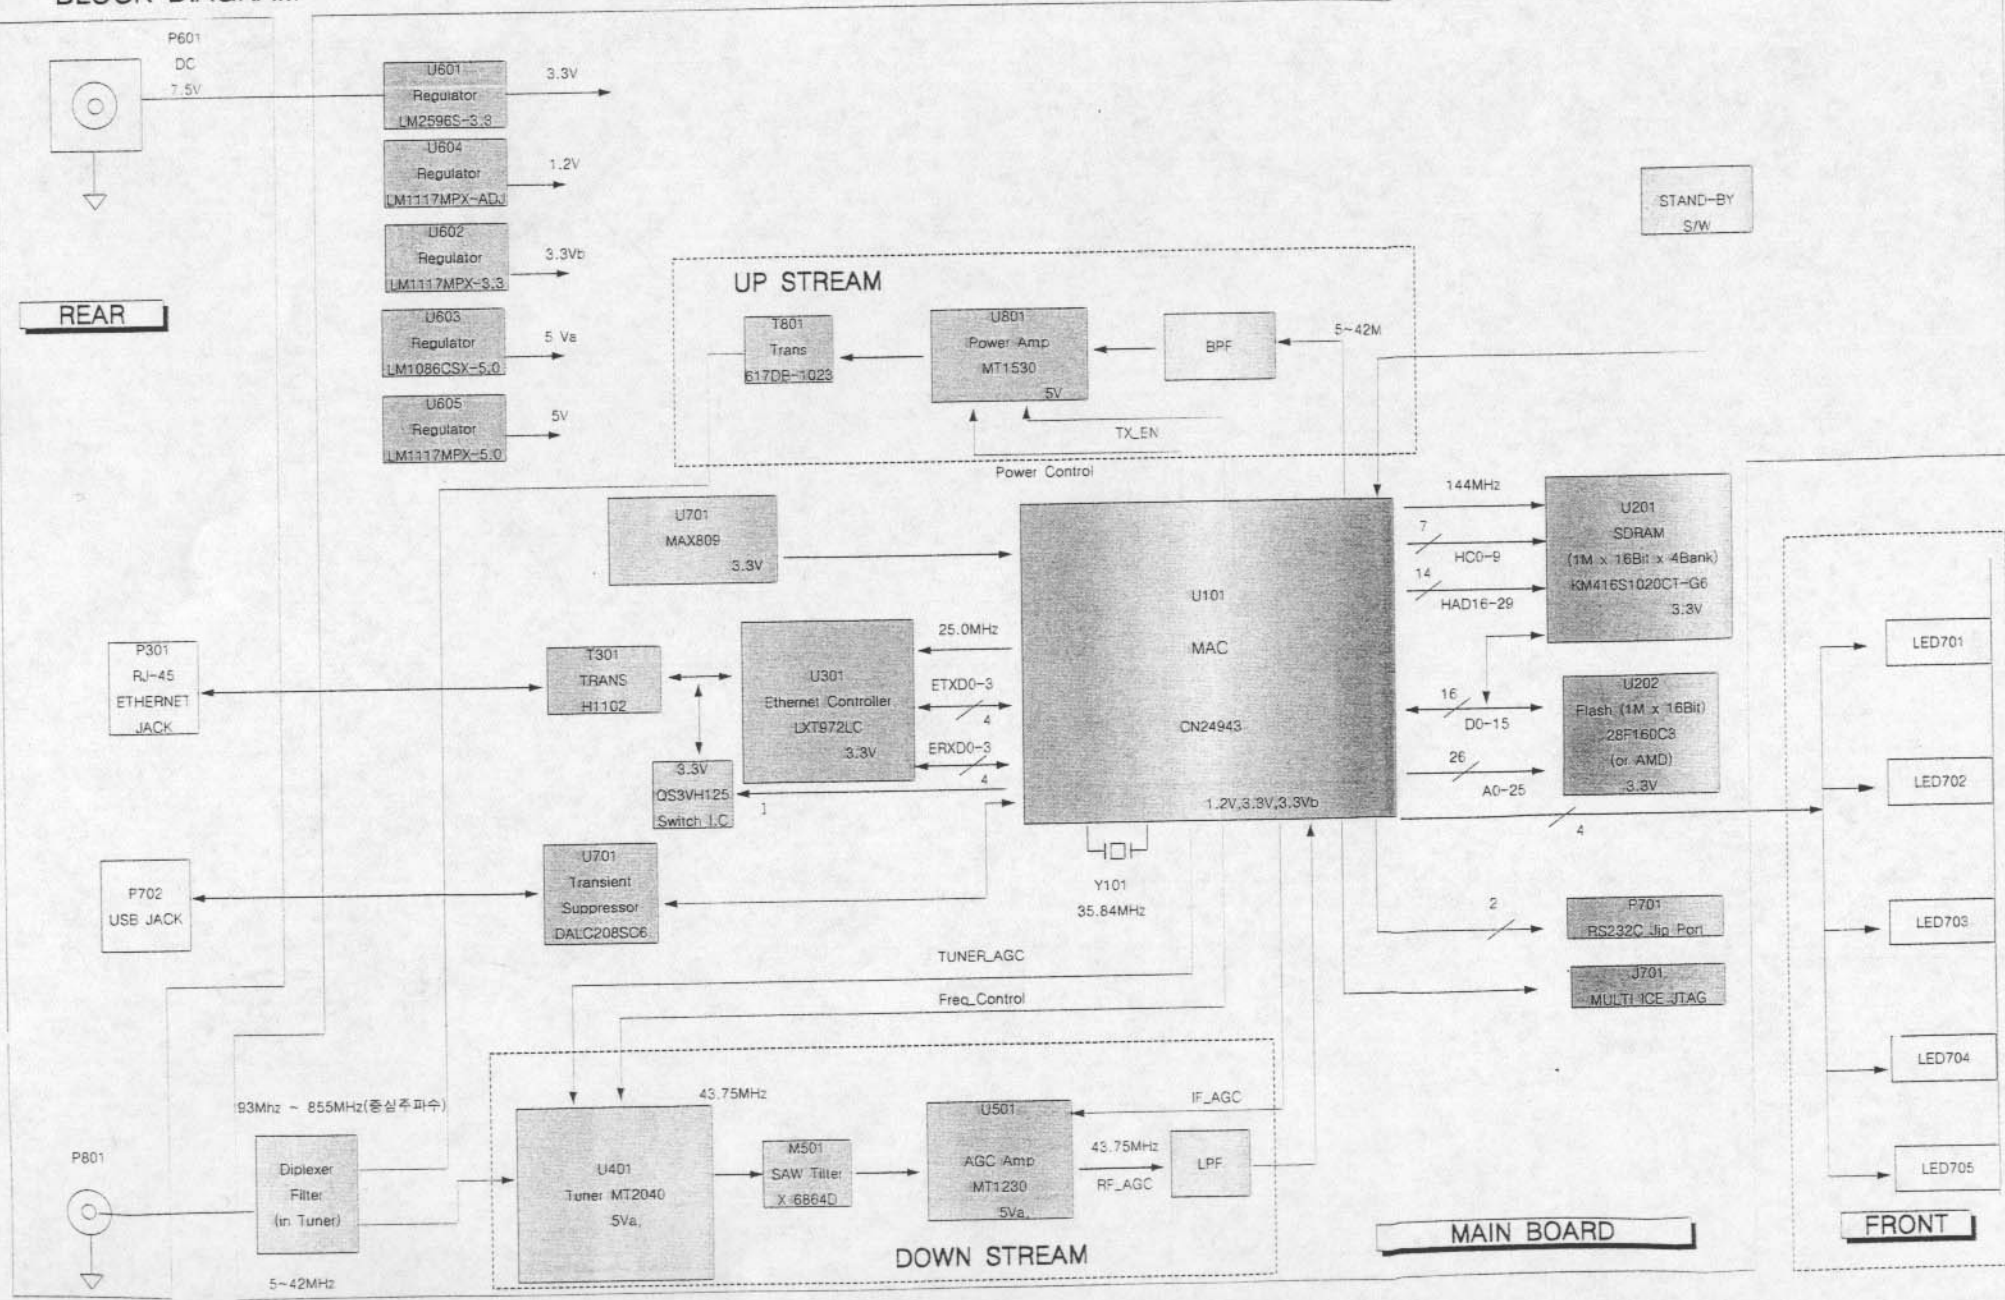 BLOCK DIAGRAM
P601
DC
7.5V
U601
Regulator
LM2596S-3.3
3.3V
U604
Regulator
LM1117MPX-ADJ
1.2V
U602
Regulator
LM1117MPX-3.3
3.3Vb
U603
Regulator
LM1086CSX-5.0
5 Va
U605
Regulator
LM1117MPX-5.0
5V
REAR
STAND-BY
S/W
UP STREAM
T801
Trans
617DB-1023
U801
Power Amp
MT1530
5V
BPF
5~42M
TX_EN
Power Control
U701
MAX809
3.3V
U101
MAC
CN24943
1.2V,3.3V,3.3Vb
144MHz
7
HC0-9
14
HAD16-29
U201
SDRAM
(1M x 16Bit x 4Bank)
KM416S1020CT-G6
3.3V
16
D0-15
26
A0-25
U202
Flash (1M x 16Bit)
28F160C3
(or AMD)
3.3V
4
P301
RJ-45
ETHERNET
JACK
T301
TRANS
H1102
U301
Ethernet Controller
LXT972LC
3.3V
25.0MHz
ETXD0-3
4
ERXD0-3
4
3.3V
QS3VH125
Switch I.C
1
P702
USB JACK
U701
Transient
Suppressor
DALC208SC6
Y101
35.84MHz
TUNER_AGC
Freq_Control
2
P701
RS232C Jip Port
J701
MULTI ICE JTAG
LED701
LED702
LED703
LED704
LED705
FRONT
93Mhz ~ 855MHz(중심주파수)
P801
Diplexer
Filter
(in Tuner)
5~42MHz
U401
Tuner MT2040
5Va,
43.75MHz
M501
SAW Tilter
X 6864D
U501
AGC Amp
MT1230
5Va,
IF_AGC
43.75MHz
RF_AGC
LPF
DOWN STREAM
MAIN BOARD